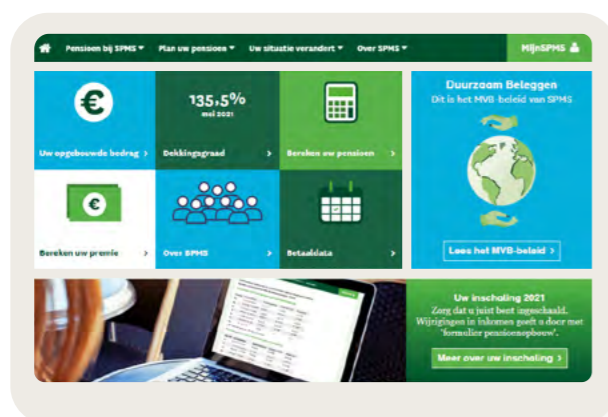 Pensioen bij SPMS
Plan uw pensioen
Uw situatie verandert
Over SPMS
MijnSPMS
135,5%
mei 2021
Uw opgebouwde bedrag >
Dekkingsgraad >
Bereken uw pensioen >
Bereken uw premie >
Over SPMS >
Betaaldata >
Duurzaam Beleggen
Dit is het MVB-beleid van SPMS
Lees het MVB-beleid >
Uw inschaling 2021
Zorg dat u juist bent ingeschaald.
Wijzigingen in inkomen geeft u door met
'formulier pensioenopbouw'.
Meer over uw inschaling >